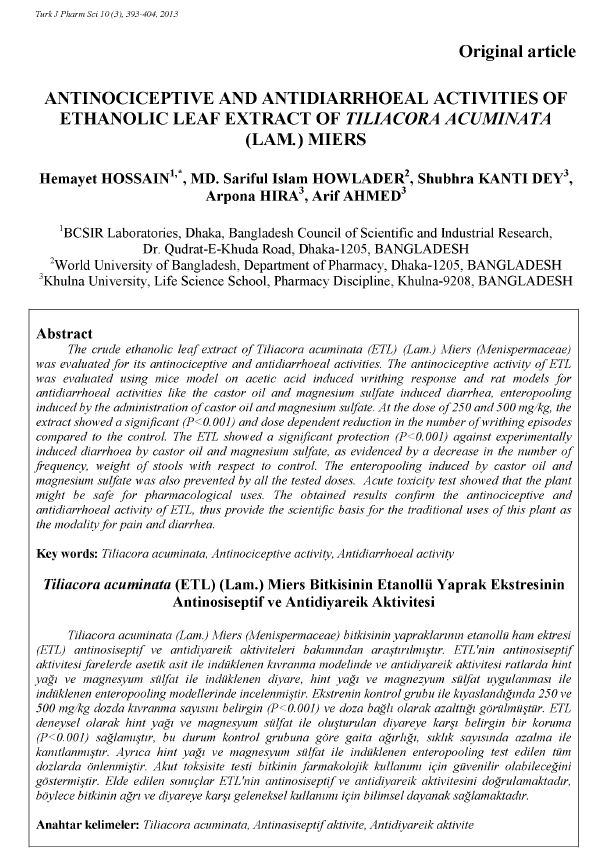 Turk J Pharm Sci 10 (3), 393-404, 2013
Original article
ANTINOCICEPTIVE AND ANTIDIARRHOEAL ACTIVITIES OF
ETHANOLIC LEAF EXTRACT OF TILIACORA ACUMINATA
(LAM.) MIERS
Hemayet HOSSAIN1,*, MD. Sariful Islam HOWLADER2, Shubhra KANTI DEY3,
Arpona HIRA3, Arif AHMED3
1BCSIR Laboratories, Dhaka, Bangladesh Council of Scientific and Industrial Research,
Dr. Qudrat-E-Khuda Road, Dhaka-1205, BANGLADESH
2World University of Bangladesh, Department of Pharmacy, Dhaka-1205, BANGLADESH
3Khulna University, Life Science School, Pharmacy Discipline, Khulna-9208, BANGLADESH
Abstract
The crude ethanolic leaf extract of Tiliacora acuminata (ETL) (Lam.) Miers (Menispermaceae)
was evaluated for its antinociceptive and antidiarrhoeal activities. The antinociceptive activity of ETL
was evaluated using mice model on acetic acid induced writhing response and rat models for
antidiarrhoeal activities like the castor oil and magnesium sulfate induced diarrhea, enteropooling
induced by the administration of castor oil and magnesium sulfate. At the dose of 250 and 500 mg/kg, the
extract showed a significant (P<0.001) and dose dependent reduction in the number of writhing episodes
compared to the control. The ETL showed a significant protection (P<0.001) against experimentally
induced diarrhoea by castor oil and magnesium sulfate, as evidenced by a decrease in the number of
frequency, weight of stools with respect to control. The enteropooling induced by castor oil and
magnesium sulfate was also prevented by all the tested doses. Acute toxicity test showed that the plant
might be safe for pharmacological uses. The obtained results confirm the antinociceptive and
antidiarrhoeal activity of ETL, thus provide the scientific basis for the traditional uses of this plant as
the modality for pain and diarrhea.
Key words: Tiliacora acuminata, Antinociceptive activity, Antidiarrhoeal activity
Tiliacora acuminata (ETL) (Lam.) Miers Bitkisinin Etanollü Yaprak Ekstresinin
Antinosiseptif ve Antidiyareik Aktivitesi
Tiliacora acuminata (Lam.) Miers (Menispermaceae) bitkisinin yapraklarının etanollü ham ektresi
(ETL) antinosiseptif ve antidiyareik aktiviteleri bakımından araştırılmıştır. ETL'nin antinosiseptif
aktivitesi farelerde asetik asit ile indüklenen kıvranma modelinde ve antidiyareik aktivitesi ratlarda hint
yağı ve magnesyum sülfat ile indüklenen diyare, hint yağı ve magnezyum sülfat uygulanması ile
indüklenen enteropooling modellerinde incelenmiştir. Ekstrenin kontrol grubu ile kıyaslandığında 250 ve
500 mg/kg dozda kıvranma sayısını belirgin (P<0.001) ve doza bağlı olarak azalttığı görülmüştür. ETL
deneysel olarak hint yağı ve magnesyum sülfat ile oluşturulan diyareye karşı belirgin bir koruma
(P<0.001) sağlamıştır, bu durum kontrol grubuna göre gaita ağırlığı, sıklık sayısında azalma ile
kanıtlanmıştır. Ayrıca hint yağı ve magnesyum sülfat ile indüklenen enteropooling test edilen tüm
dozlarda önlenmiştir. Akut toksisite testi bitkinin farmakolojik kullanımı için güvenilir olabileceğini
göstermiştir. Elde edilen sonuçlar ETL'nin antinosiseptif ve antidiyareik aktivitesini doğrulamaktadır,
böylece bitkinin ağrı ve diyareye karşı geleneksel kullanımı için bilimsel dayanak sağlamaktadır.
Anahtar kelimeler: Tiliacora acuminata, Antinasiseptif aktivite, Antidiyareik aktivite